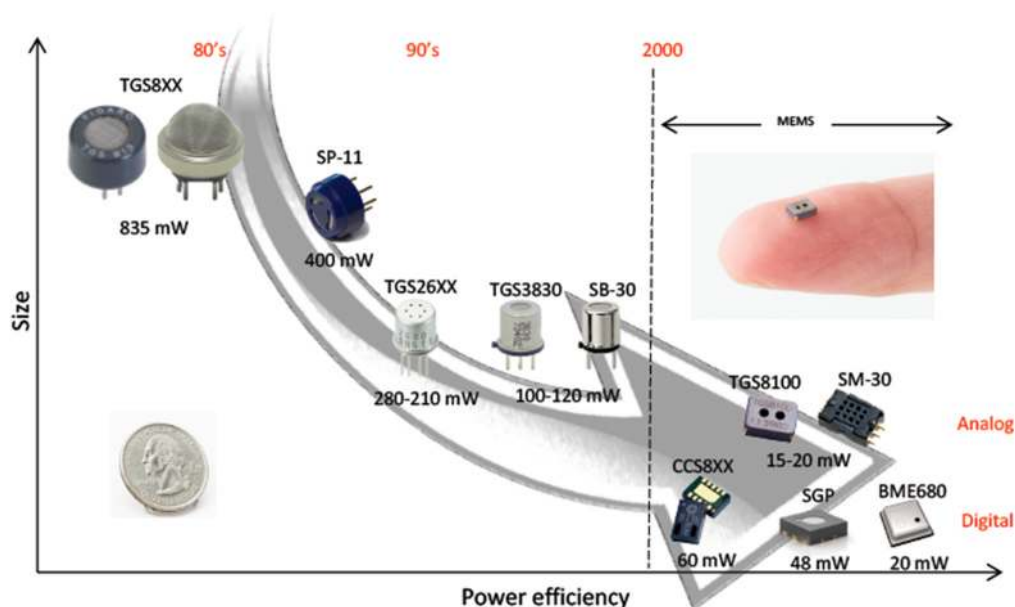 80's
90's
2000
TGS8XX
MEMS
SP-11
835 mW
400 mW
TGS26XX
TGS3830
SB-30
Size
280-210 mW
100-120 mW
TGS8100
SM-30
Analog
15-20 mW
CCS8XX
SGP
BME680
Digital
60 mW
48 mW
20 mW
Power efficiency